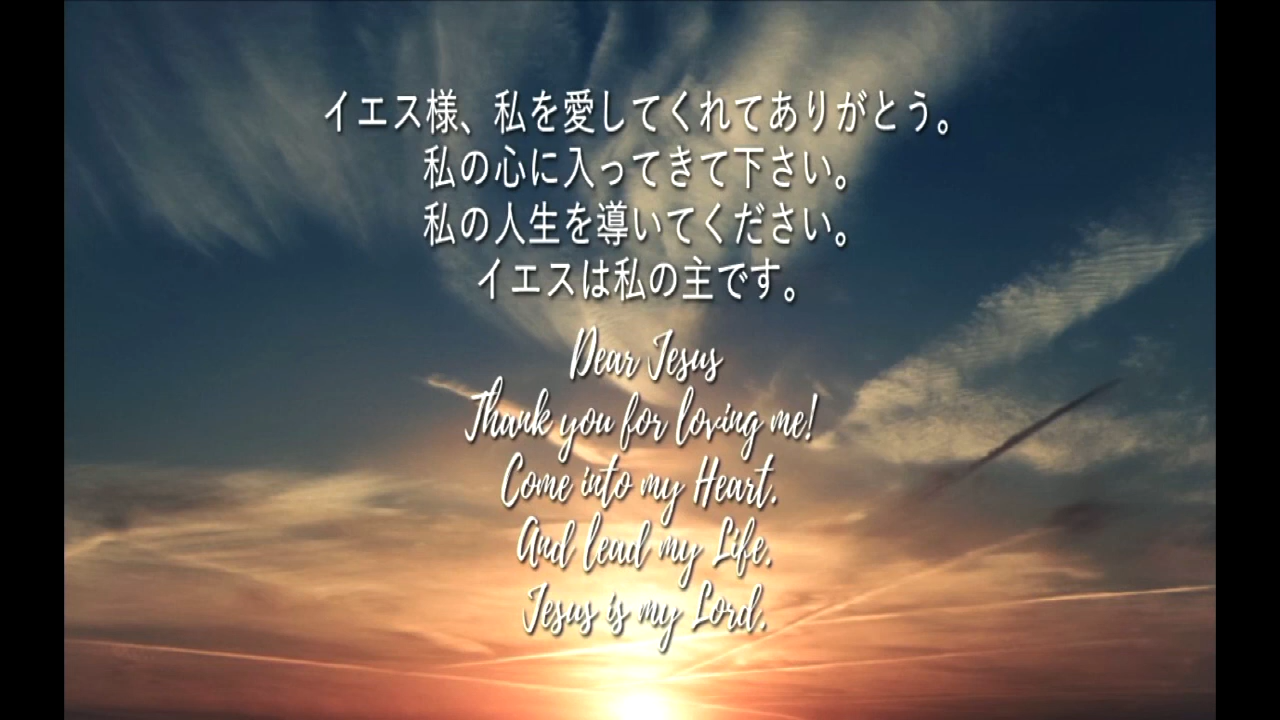 イエス様、私を愛してくれてありがとう。
私の心に入ってきて下さい。
私の人生を導いてください。
イエスは私の主です。
Dear Jesus
Thank you for loving me!
Come into my Heart.
And lead my Life.
Jesus is my Lord.